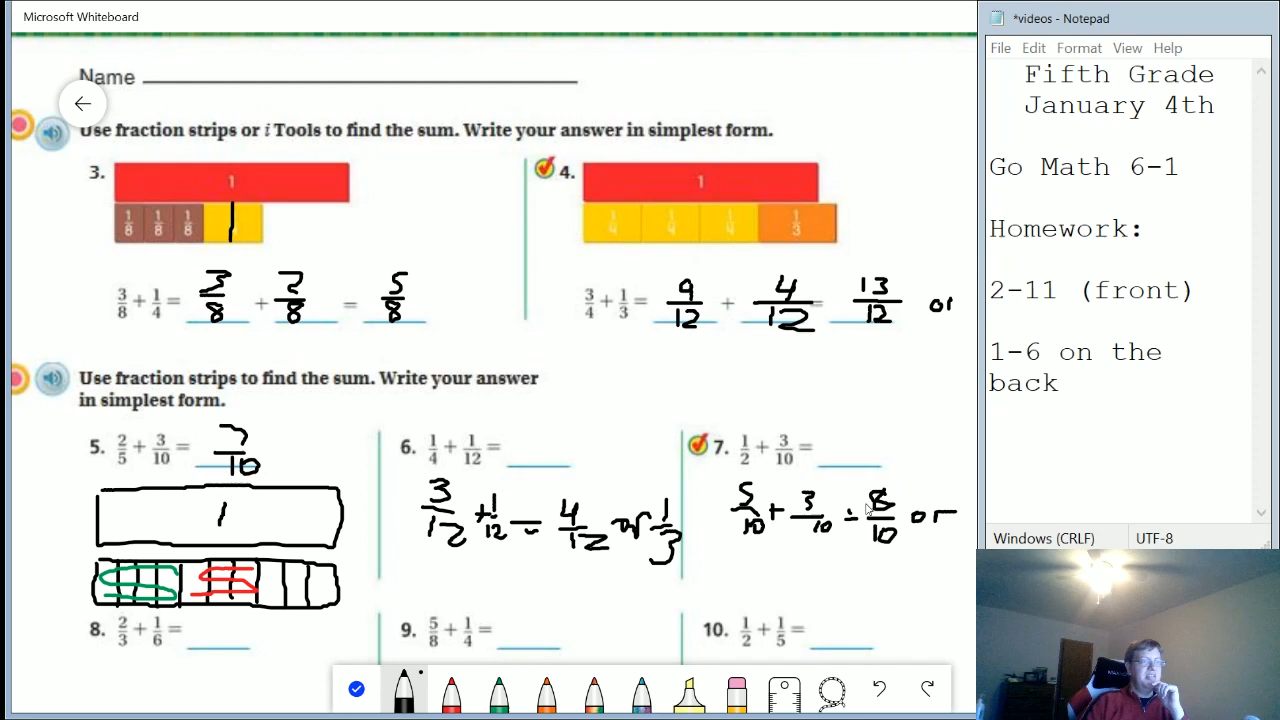 Microsoft Whiteboard
*videos - Notepad
File Edit Format View Help
Fifth Grade
January 4th
Go Math 6-1
Homework:
2-11 (front)
1-6 on the
back
Windows (CRLF) UTF-8
Name
Use fraction strips or i Tools to find the sum. Write your answer in simplest form.
3.
1
1/8 1/8 1/8
3/8 + 1/4 = 3/8 + 2/8 = 5/8
4.
1
1/4 1/4 1/4 1/3
3/4 + 1/3 = 9/12 + 4/12 = 13/12 or
Use fraction strips to find the sum. Write your answer
in simplest form.
5. 2/5 + 3/10 = 7/10
1
6. 1/4 + 1/12 =
3/12 + 1/12 = 4/12 or 1/3
7. 1/2 + 3/10 =
5/10 + 3/10 = 8/10 or
8. 2/3 + 1/6 =
9. 5/8 + 1/4 =
10. 1/2 + 1/5 =